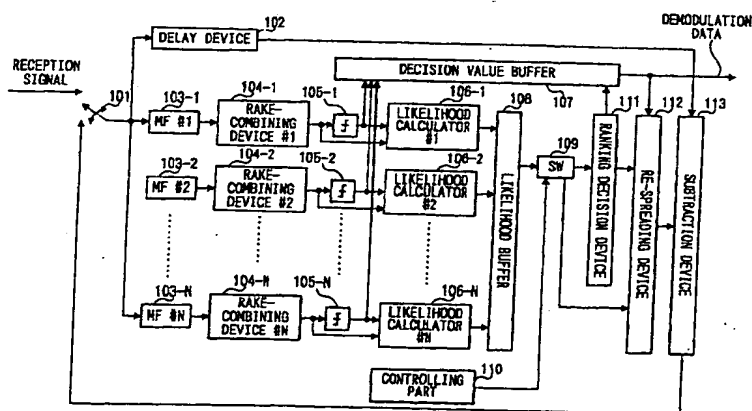 102
DELAY DEVICE
DEMODULATION
DATA
RECEPTION
SIGNAL
101
DECISION VALUE BUFFER
107
103-1
MF #1
104-1
RAKE-
COMBINING
DEVICE #1
105-1
106-1
LIKELIHOOD
CALCULATOR
#1
108
LIKELIHOOD BUFFER
109
SW
111
RANKING DECISION DEVICE
112
RE-SPREADING DEVICE
113
SUBTRACTION DEVICE
103-2
MF #2
104-2
RAKE-
COMBINING
DEVICE #2
105-2
106-2
LIKELIHOOD
CALCULATOR
#2
103-N
MF #N
104-N
RAKE-
COMBINING
DEVICE #N
105-N
106-N
LIKELIHOOD
CALCULATOR
#N
110
CONTROLLING
PART